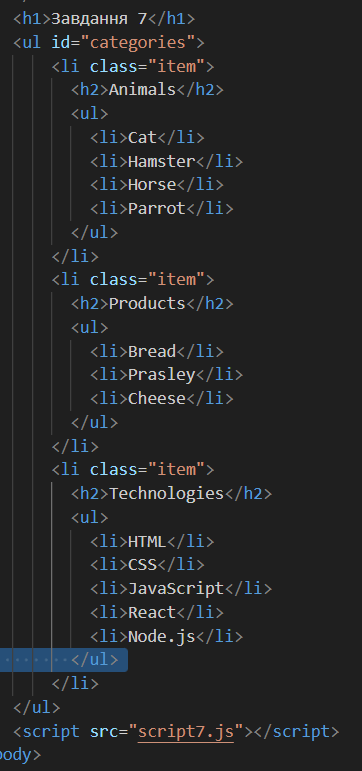 <h1>Завдання 7</h1>
<ul id="categories">
<li class="item">
<h2>Animals</h2>
<ul>
<li>Cat</li>
<li>Hamster</li>
<li>Horse</li>
<li>Parrot</li>
</ul>
</li>
<li class="item">
<h2>Products</h2>
<ul>
<li>Bread</li>
<li>Prasley</li>
<li>Cheese</li>
</ul>
</li>
<li class="item">
<h2>Technologies</h2>
<ul>
<li>HTML</li>
<li>CSS</li>
<li>JavaScript</li>
<li>React</li>
<li>Node.js</li>
</ul>
</li>
</ul>
<script src="script7.js"></script>
body>